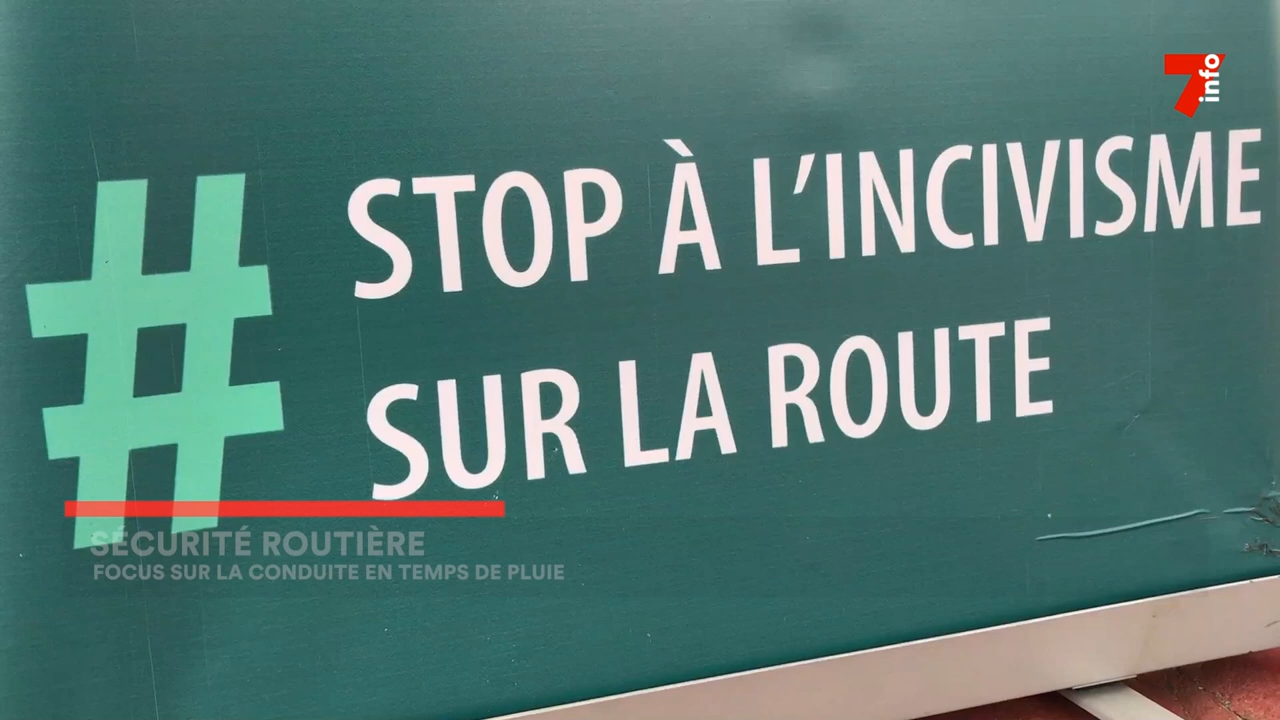 7 info
# STOP À L'INCIVISME
SUR LA ROUTE
SÉCURITÉ ROUTIÈRE
FOCUS SUR LA CONDUITE EN TEMPS DE PLUIE